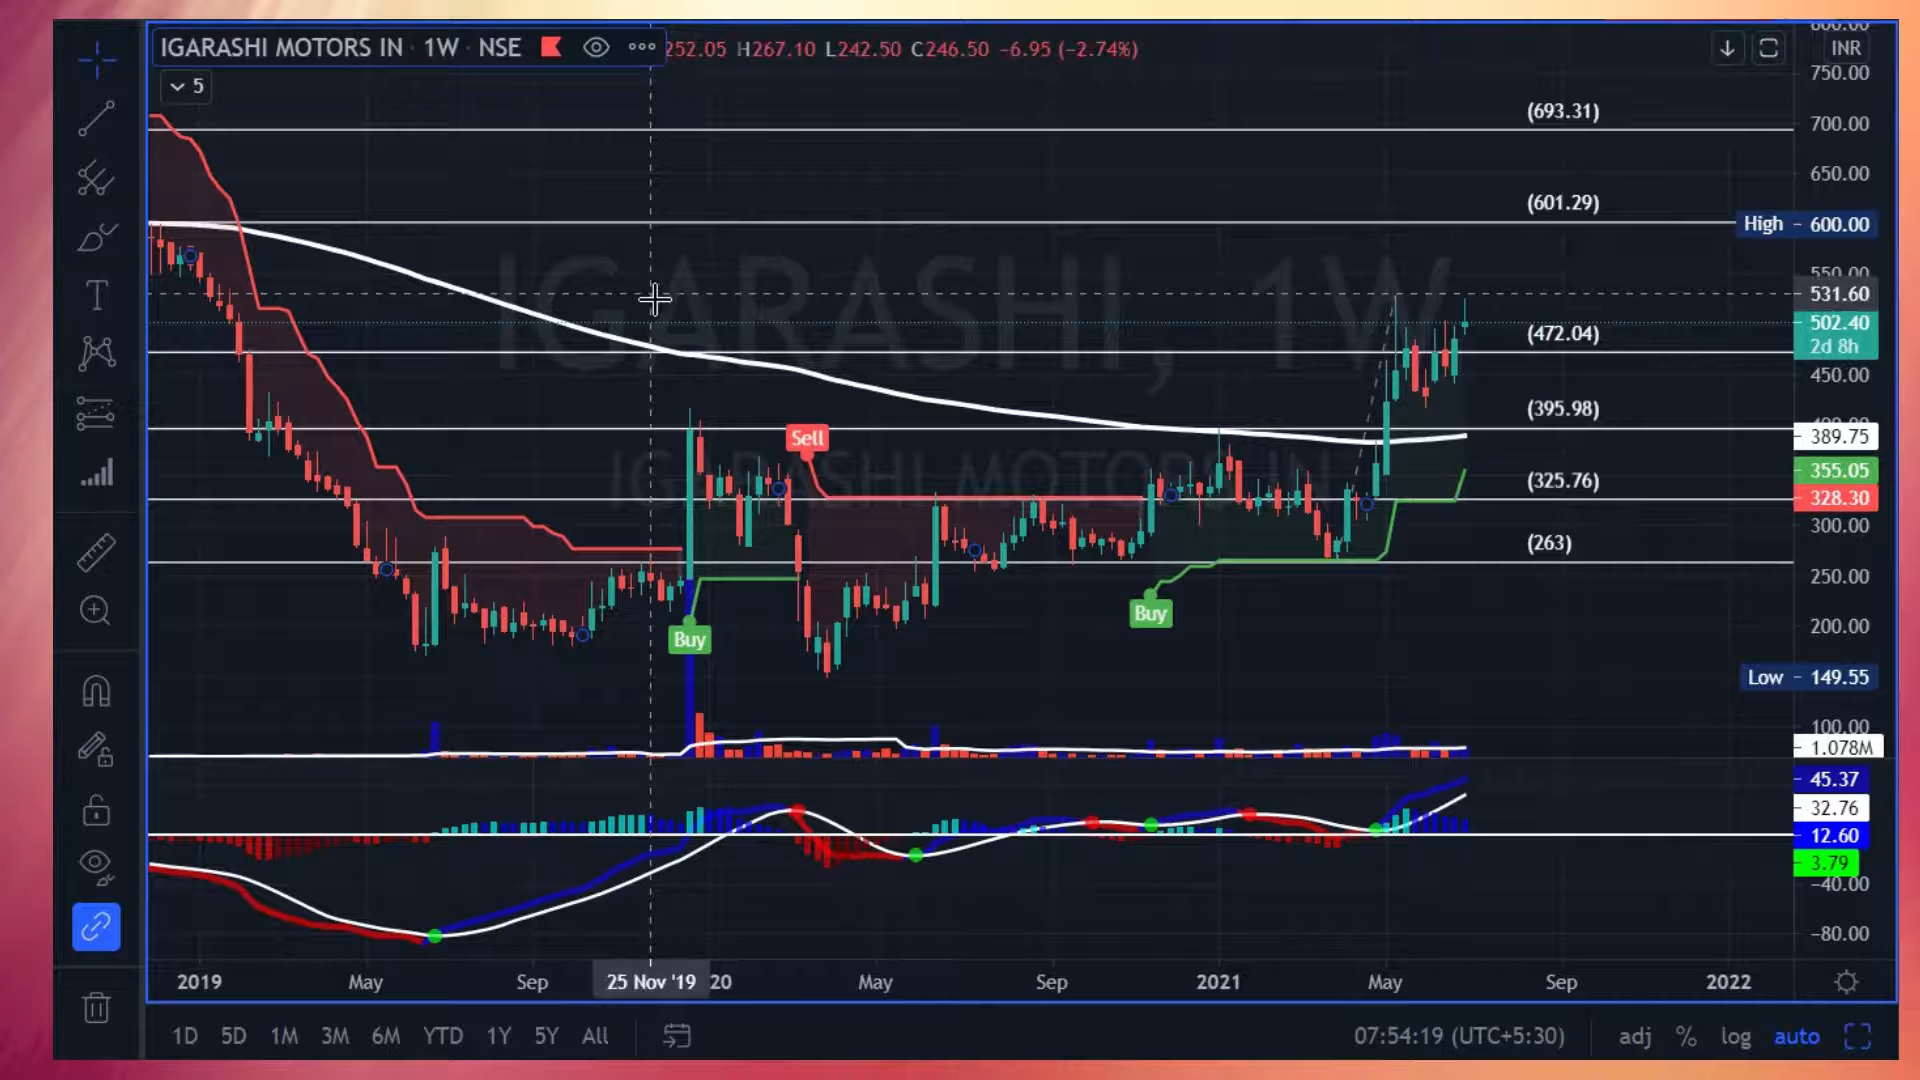 IGARASHI MOTORS IN · 1W · NSE 252.05 H267.10 L242.50 C246.50 −6.95 (−2.74%)
INR
5
750.00
(693.31)
700.00
650.00
(601.29)
High 600.00
550.00
531.60
502.40
2d 8h
(472.04)
450.00
(395.98)
389.75
355.05
328.30
(325.76)
300.00
(263)
250.00
200.00
Low 149.55
100.00
1.078M
45.37
32.76
12.60
3.79
−40.00
−80.00
IGARASHI, 1W
IGARASHI MOTORS IN
Sell
Buy
Buy
2019 May Sep 25 Nov '19 20 May Sep 2021 May Sep 2022
1D 5D 1M 3M 6M YTD 1Y 5Y All 07:54:19 (UTC+5:30) adj % log auto